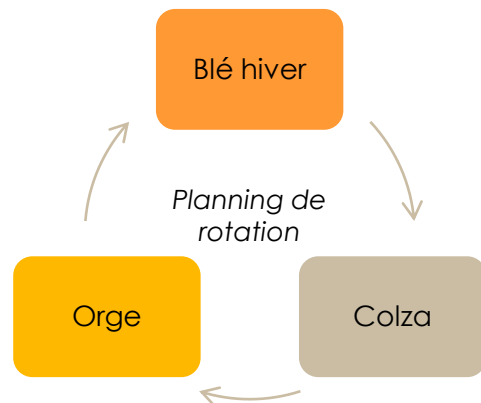 Blé hiver
Planning de
rotation
Orge
Colza